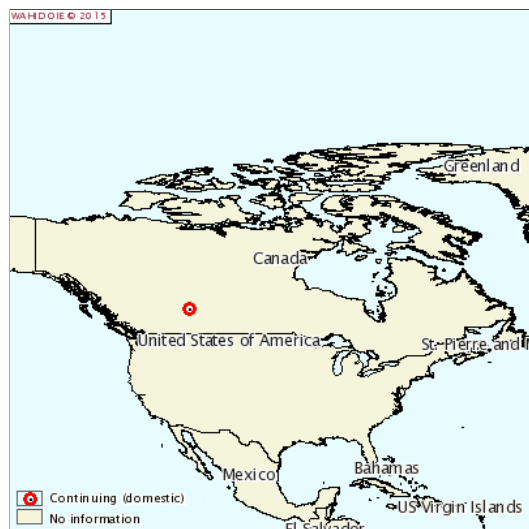 WAHID OIE © 2015
Greenland
Canada
United States of America
St. Pierre and
Mexico
Bahamas
US Virgin Islands
El Salvador
Continuing (domestic)
No information